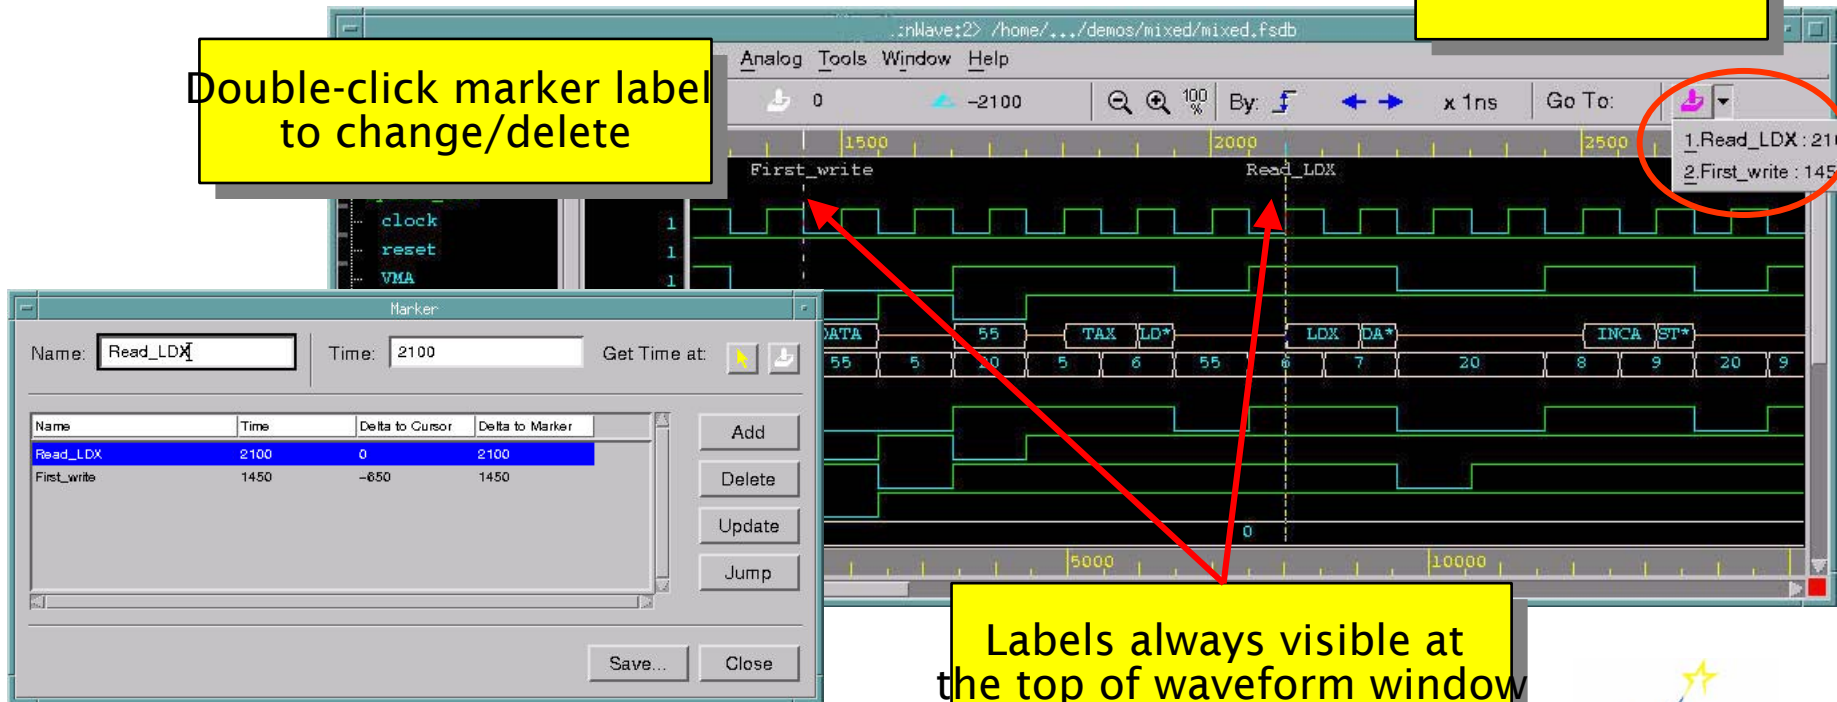 :nWave:2> /home/.../demos/mixed/mixed.fsdb
Double-click marker label
to change/delete
Analog Tools Window Help
0 -2100 100 % By: x 1ns Go To:
1500 2000 2500
1.Read_LDX : 210
2.First_write : 145
First_write Read_LDX
clock 1
reset 1
VMA 1
DATA 55 TAX LD* LDX DA* INCA ST*
55 5 20 5 6 55 6 7 20 8 9 20 9
0
5000 10000
Marker
Name: Read_LDX Time: 2100 Get Time at:
Name Time Delta to Cursor Delta to Marker
Read_LDX 2100 0 2100
First_write 1450 -650 1450
Add
Delete
Update
Jump
Save... Close
Labels always visible at
the top of waveform window